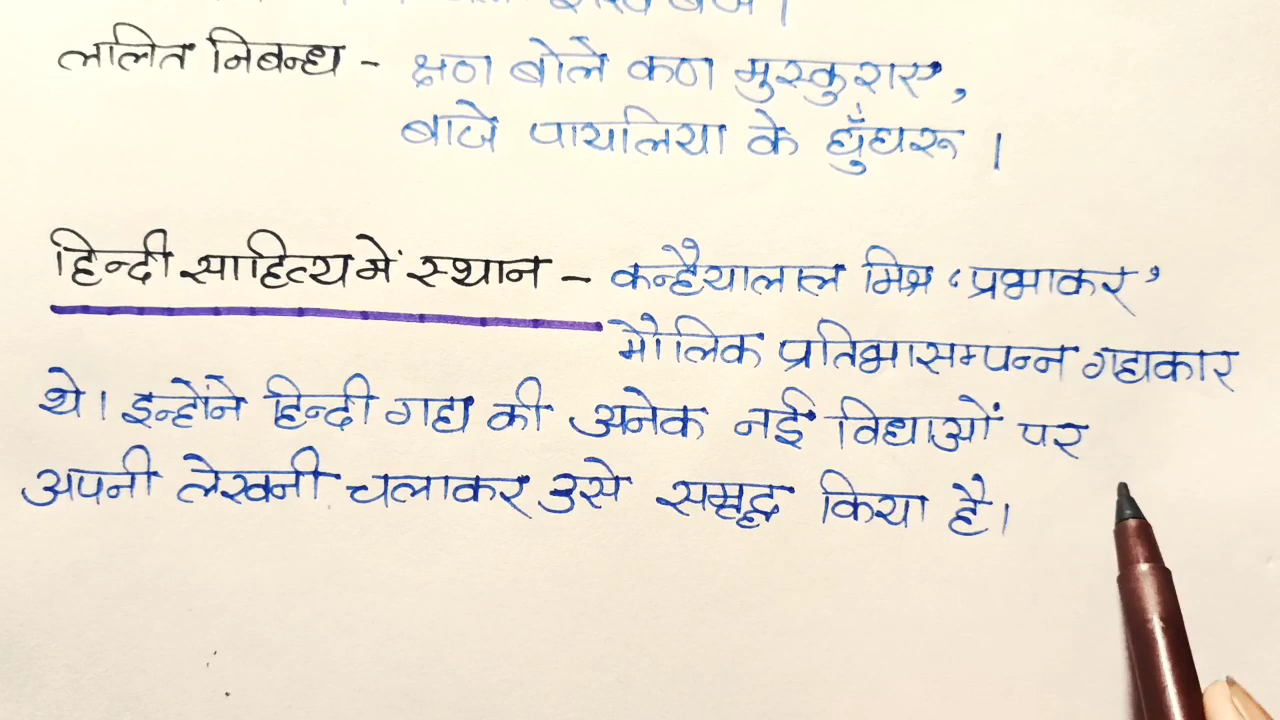 बाजे।
ललित निबन्ध - क्षण बोले कण मुस्कुराए,
बाजे पायलिया के घुँघरू।
हिन्दी साहित्य में स्थान - कन्हैयालाल मिश्र 'प्रभाकर'
मौलिक प्रतिभासम्पन्न गद्यकार
थे। इन्होंने हिन्दी गद्य की अनेक नई विधाओं पर
अपनी लेखनी चलाकर उसे समृद्ध किया है।